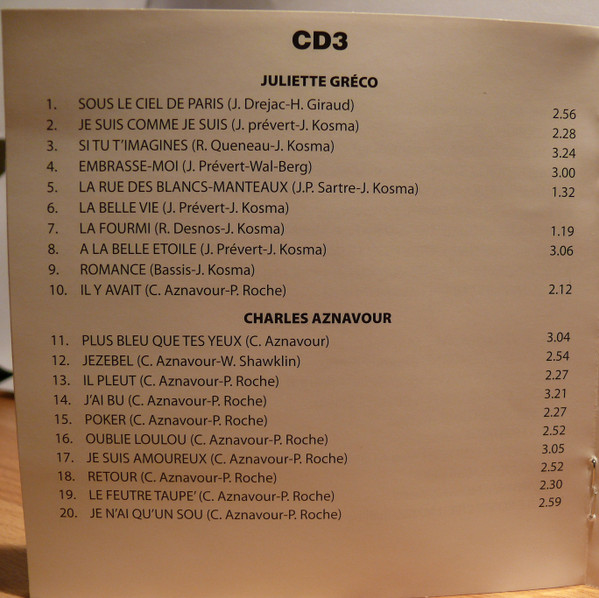 CD3
JULIETTE GRÉCO
1. SOUS LE CIEL DE PARIS (J. Drejac-H. Giraud) 2.56
2. JE SUIS COMME JE SUIS (J. prévert-J. Kosma) 2.28
3. SI TU T'IMAGINES (R. Queneau-J. Kosma) 3.24
4. EMBRASSE-MOI (J. Prévert-Wal-Berg) 3.00
5. LA RUE DES BLANCS-MANTEAUX (J.P. Sartre-J. Kosma) 1.32
6. LA BELLE VIE (J. Prévert-J. Kosma)
7. LA FOURMI (R. Desnos-J. Kosma) 1.19
8. A LA BELLE ETOILE (J. Prévert-J. Kosma) 3.06
9. ROMANCE (Bassis-J. Kosma)
10. IL Y AVAIT (C. Aznavour-P. Roche) 2.12
CHARLES AZNAVOUR
11. PLUS BLEU QUE TES YEUX (C. Aznavour) 3.04
12. JEZEBEL (C. Aznavour-W. Shawklin) 2.54
13. IL PLEUT (C. Aznavour-P. Roche) 2.27
14. J'AI BU (C. Aznavour-P. Roche) 3.21
15. POKER (C. Aznavour-P. Roche) 2.27
16. OUBLIE LOULOU (C. Aznavour-P. Roche) 2.52
17. JE SUIS AMOUREUX (C. Aznavour-P. Roche) 3.05
18. RETOUR (C. Aznavour-P. Roche) 2.52
19. LE FEUTRE TAUPE' (C. Aznavour-P. Roche) 2.30
20. JE N'AI QU'UN SOU (C. Aznavour-P. Roche) 2.59